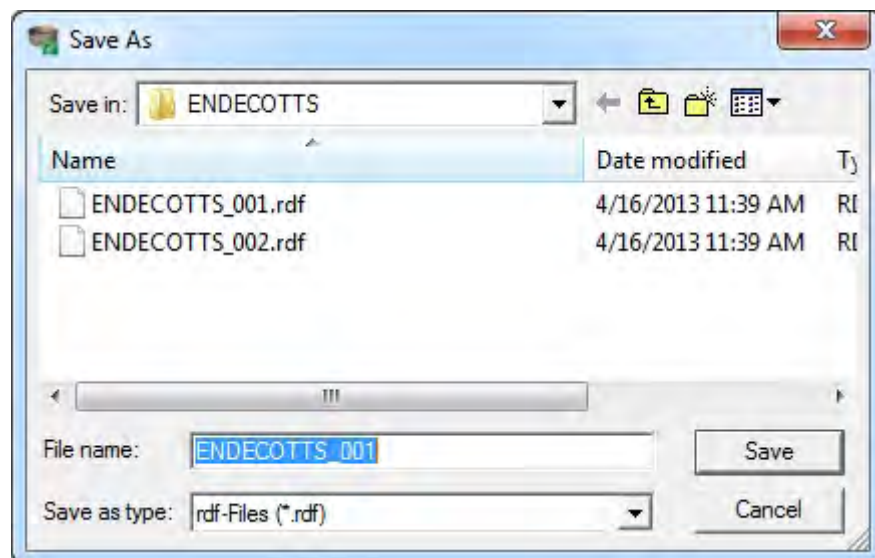 Save As
Save in: ENDECOTTS
Name Date modified
ENDECOTTS_001.rdf 4/16/2013 11:39 AM
ENDECOTTS_002.rdf 4/16/2013 11:39 AM
File name: ENDECOTTS_001 Save
Save as type: rdf-Files (*.rdf) Cancel